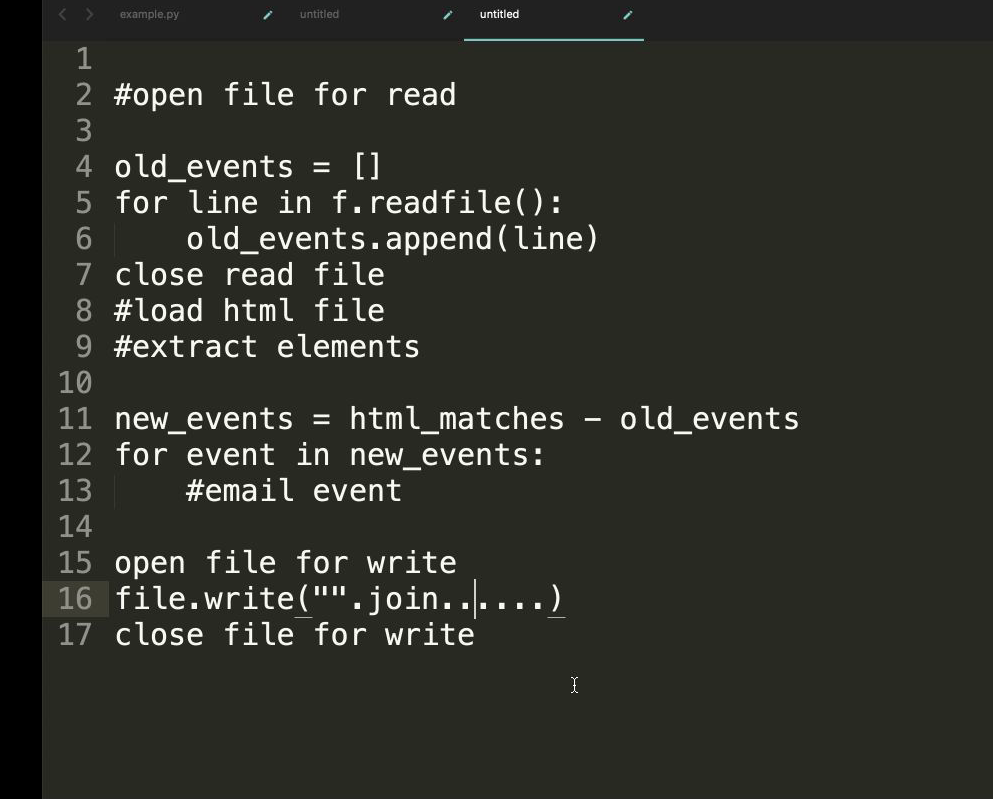 example.py untitled untitled
1
2 #open file for read
3
4 old_events = []
5 for line in f.readfile():
6     old_events.append(line)
7 close read file
8 #load html file
9 #extract elements
10
11 new_events = html_matches - old_events
12 for event in new_events:
13     #email event
14
15 open file for write
16 file.write("".join......)
17 close file for write